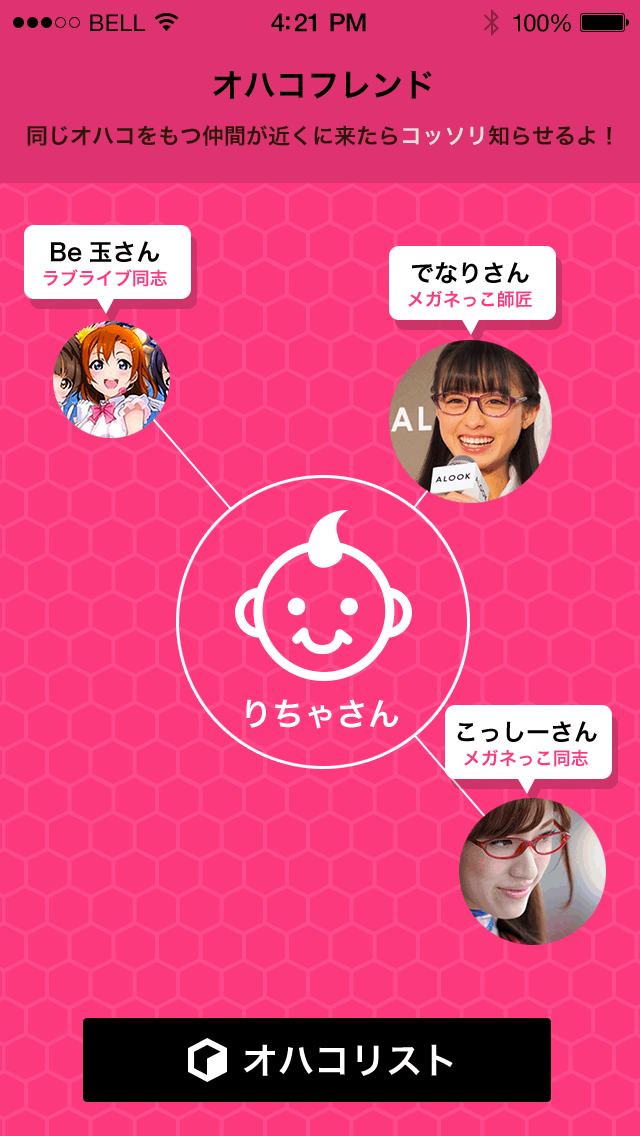 ●●●○○ BELL 4:21 PM 100%
オハコフレンド
同じオハコをもつ仲間が近くに来たらコッソリ知らせるよ！
Be 玉さん
ラブライブ同志
でなりさん
メガネっこ師匠
AL
ALOOK
りちゃさん
こっしーさん
メガネっこ同志
オハコリスト